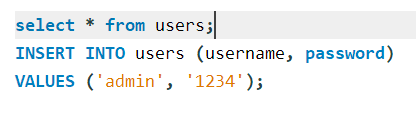 select * from users;
INSERT INTO users (username, password)
VALUES ('admin', '1234');